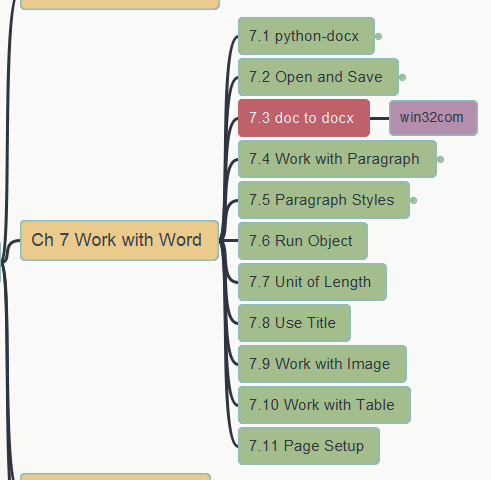 7.1 python-docx
7.2 Open and Save
7.3 doc to docx
win32com
7.4 Work with Paragraph
7.5 Paragraph Styles
Ch 7 Work with Word
7.6 Run Object
7.7 Unit of Length
7.8 Use Title
7.9 Work with Image
7.10 Work with Table
7.11 Page Setup